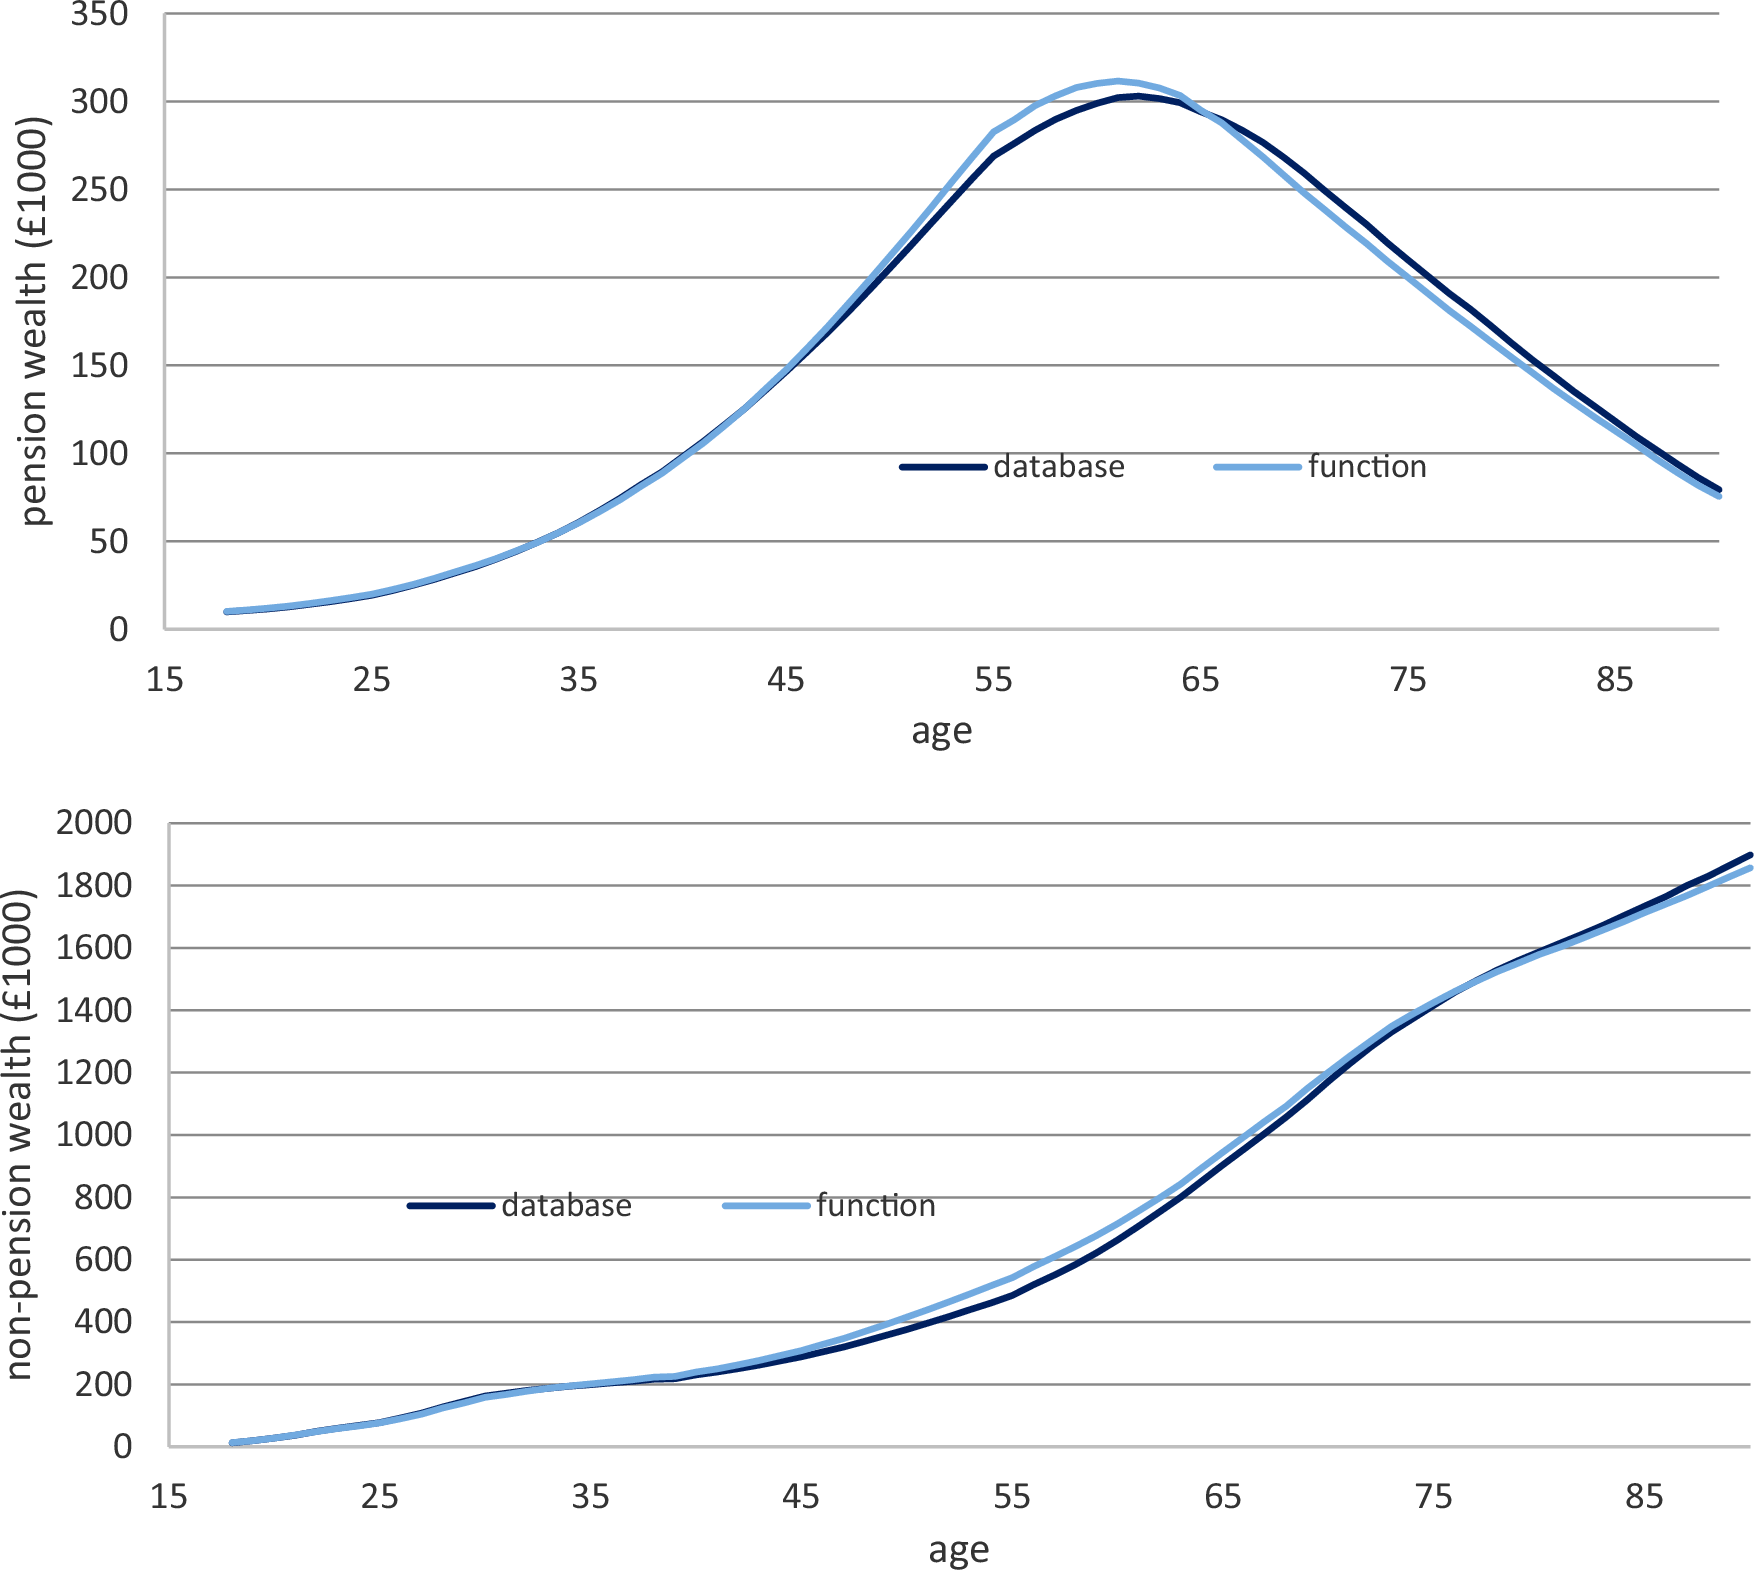 350
300
250
200
150
100
50
0
pension wealth (£1000)
database function
15 25 35 45 55 65 75 85
age
2000
1800
1600
1400
1200
1000
800
600
400
200
0
non-pension wealth (£1000)
database function
15 25 35 45 55 65 75 85
age